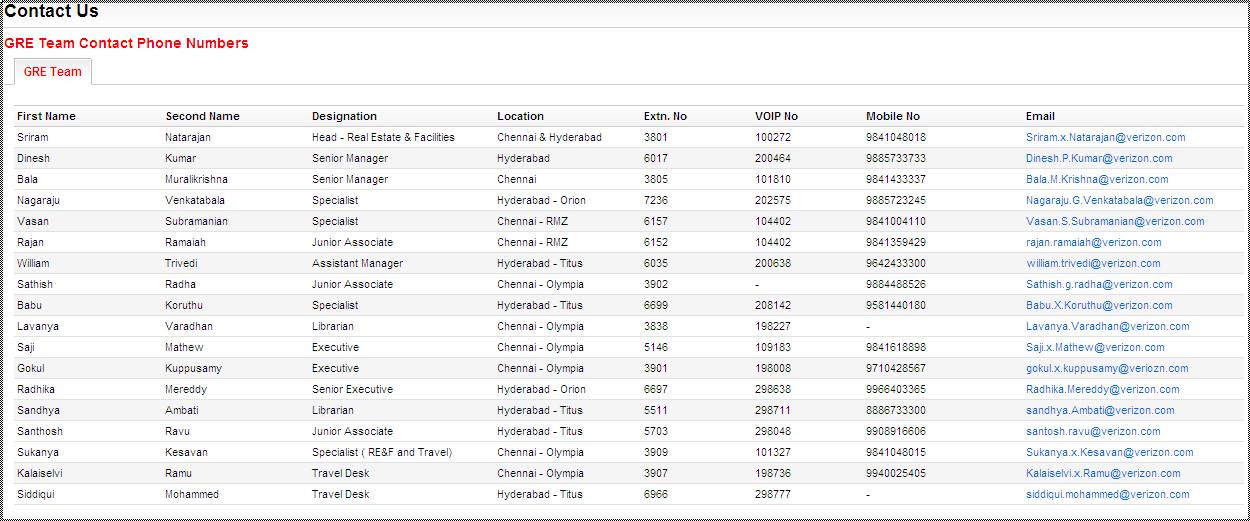 Contact Us
GRE Team Contact Phone Numbers
GRE Team
First Name Second Name Designation Location Extn. No VOIP No Mobile No Email
Sriram Natarajan Head - Real Estate & Facilities Chennai & Hyderabad 3801 100272 9841048018 Sriram.x.Natarajan@verizon.com
Dinesh Kumar Senior Manager Hyderabad 6017 200464 9885733733 Dinesh.P.Kumar@verizon.com
Bala Muralikrishna Senior Manager Chennai 3805 101810 9841433337 Bala.M.Krishna@verizon.com
Nagaraju Venkatabala Specialist Hyderabad - Orion 7236 202575 9885723245 Nagaraju.G.Venkatabala@verizon.com
Vasan Subramanian Specialist Chennai - RMZ 6157 104402 9841004110 Vasan.S.Subramanian@verizon.com
Rajan Ramaiah Junior Associate Chennai - RMZ 6152 104402 9841359429 rajan.ramaiah@verizon.com
William Trivedi Assistant Manager Hyderabad - Titus 6035 200638 9642433300 william.trivedi@verizon.com
Sathish Radha Junior Associate Chennai - Olympia 3902 - 9884488526 Sathish.g.radha@verizon.com
Babu Koruthu Specialist Hyderabad - Titus 6699 208142 9581440180 Babu.X.Koruthu@verizon.com
Lavanya Varadhan Librarian Chennai - Olympia 3838 198227 - Lavanya.Varadhan@verizon.com
Saji Mathew Executive Chennai - Olympia 5146 109183 9841618898 Saji.x.Mathew@verizon.com
Gokul Kuppusamy Executive Chennai - Olympia 3901 198008 9710428567 gokul.x.kuppusamy@veriozn.com
Radhika Mereddy Senior Executive Hyderabad - Orion 6697 298638 9966403365 Radhika.Mereddy@verizon.com
Sandhya Ambati Librarian Hyderabad - Titus 5511 298711 8886733300 sandhya.Ambati@verizon.com
Santhosh Ravu Junior Associate Hyderabad - Titus 5703 298048 9908916606 santosh.ravu@verizon.com
Sukanya Kesavan Specialist ( RE&F and Travel) Chennai - Olympia 3909 101327 9841048015 Sukanya.x.Kesavan@verizon.com
Kalaiselvi Ramu Travel Desk Chennai - Olympia 3907 198736 9940025405 Kalaiselvi.x.Ramu@verizon.com
Siddiqui Mohammed Travel Desk Hyderabad - Titus 6966 298777 - siddiqui.mohammed@verizon.com